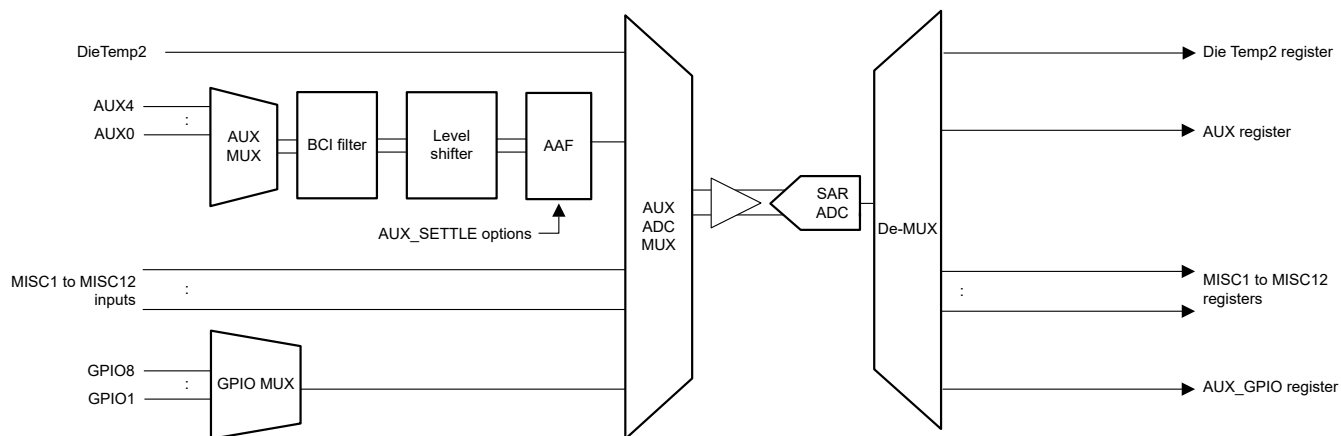 DieTemp2
AUX4
:
AUX0
AUX
MUX
BCI filter
Level
shifter
AAF
AUX_SETTLE options
MISC1 to MISC12
inputs
:
GPIO8
:
GPIO1
GPIO MUX
AUX
ADC
MUX
SAR
ADC
De-MUX
Die Temp2 register
AUX register
:
MISC1 to MISC12
registers
AUX_GPIO register